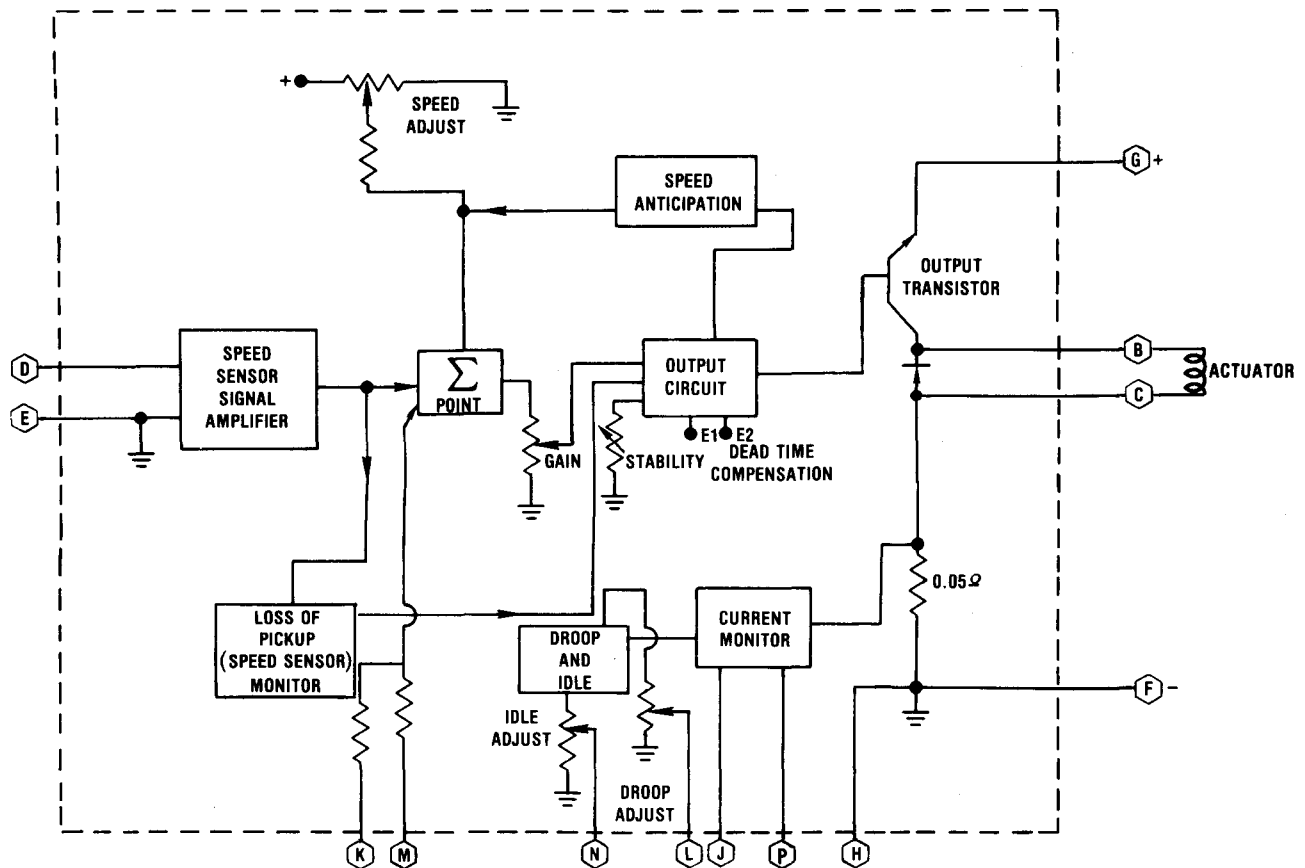 +
SPEED
ADJUST
SPEED
ANTICIPATION
G +
OUTPUT
TRANSISTOR
D
E
SPEED
SENSOR
SIGNAL
AMPLIFIER
Σ
POINT
GAIN
OUTPUT
CIRCUIT
E1 E2
STABILITY
DEAD TIME
COMPENSATION
B
C
ACTUATOR
0.05Ω
LOSS OF
PICKUP
(SPEED SENSOR)
MONITOR
DROOP
AND
IDLE
CURRENT
MONITOR
F -
IDLE
ADJUST
DROOP
ADJUST
K
M
N
L
J
P
H